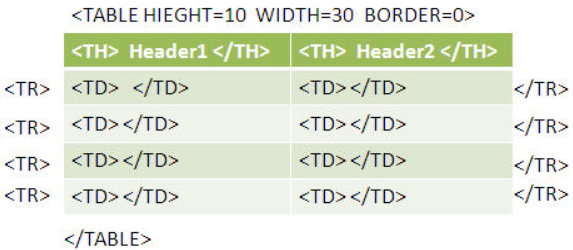 <TABLE HIEGHT=10 WIDTH=30 BORDER=0>
<TH> Header1 </TH> <TH> Header2 </TH>
<TR> <TD> </TD> <TD></TD> </TR>
<TR> <TD></TD> <TD></TD> </TR>
<TR> <TD></TD> <TD></TD> </TR>
<TR> <TD></TD> <TD></TD> </TR>
</TABLE>